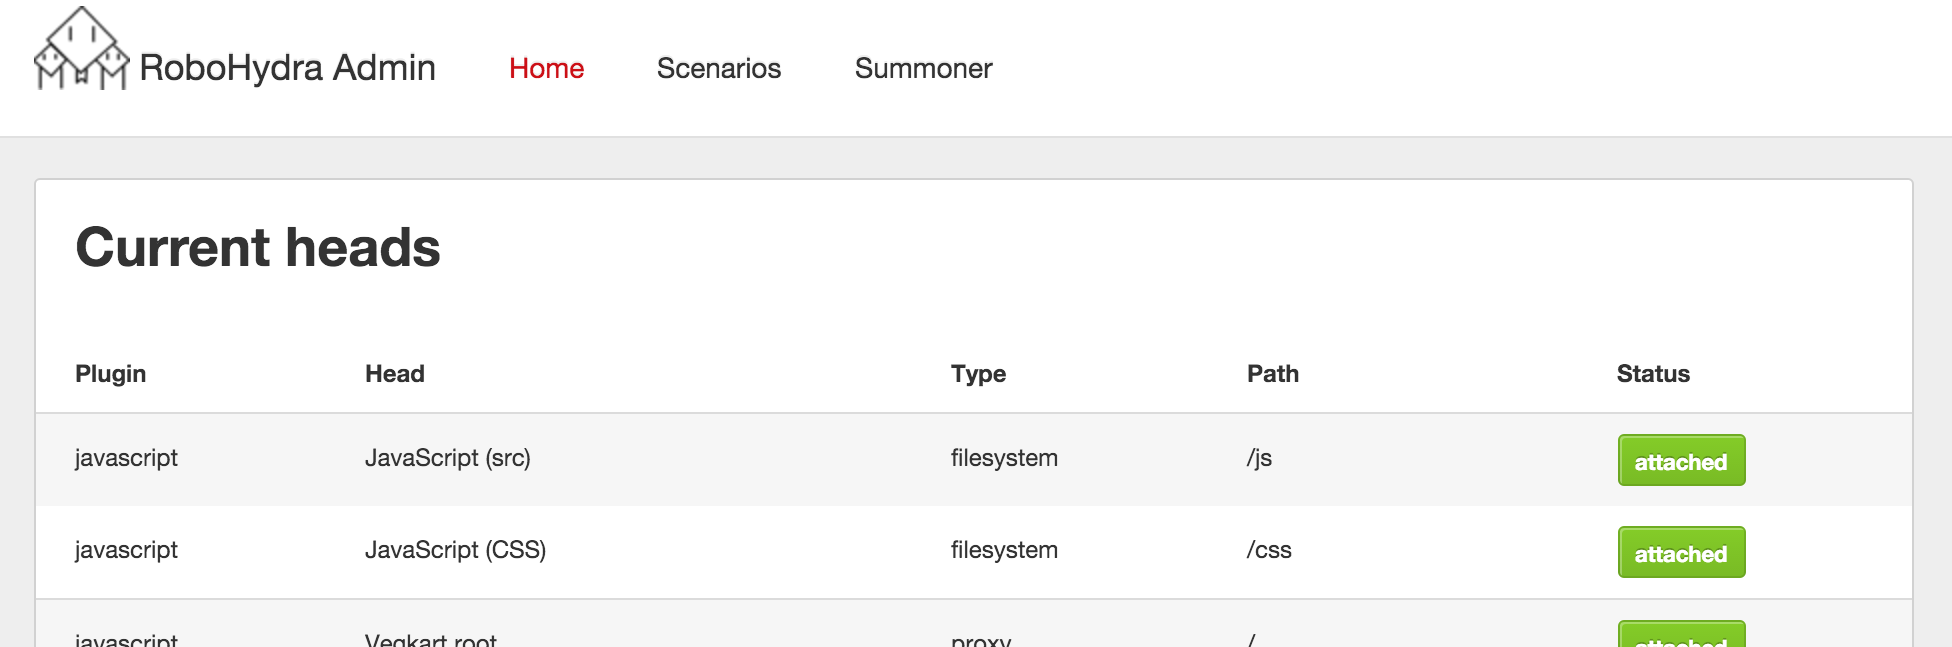 RoboHydra Admin Home Scenarios Summoner
Current heads
Plugin Head Type Path Status
javascript JavaScript (src) filesystem /js attached
javascript JavaScript (CSS) filesystem /css attached
javascript Vegkart root proxy / attached